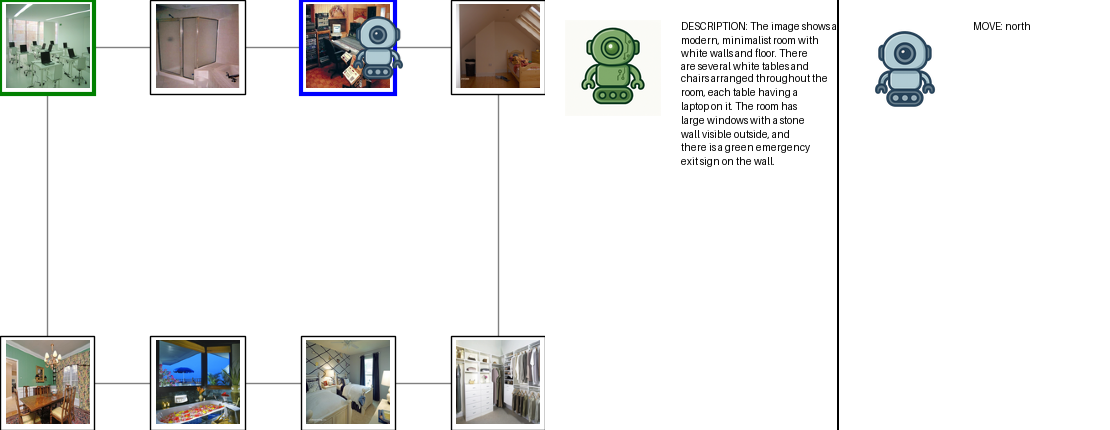 DESCRIPTION: The image shows a
modern, minimalist room with
white walls and floor. There
are several white tables and
chairs arranged throughout the
room, each table having a
laptop on it. The room has
large windows with a stone
wall visible outside, and
there is a green emergency
exit sign on the wall.
MOVE: north